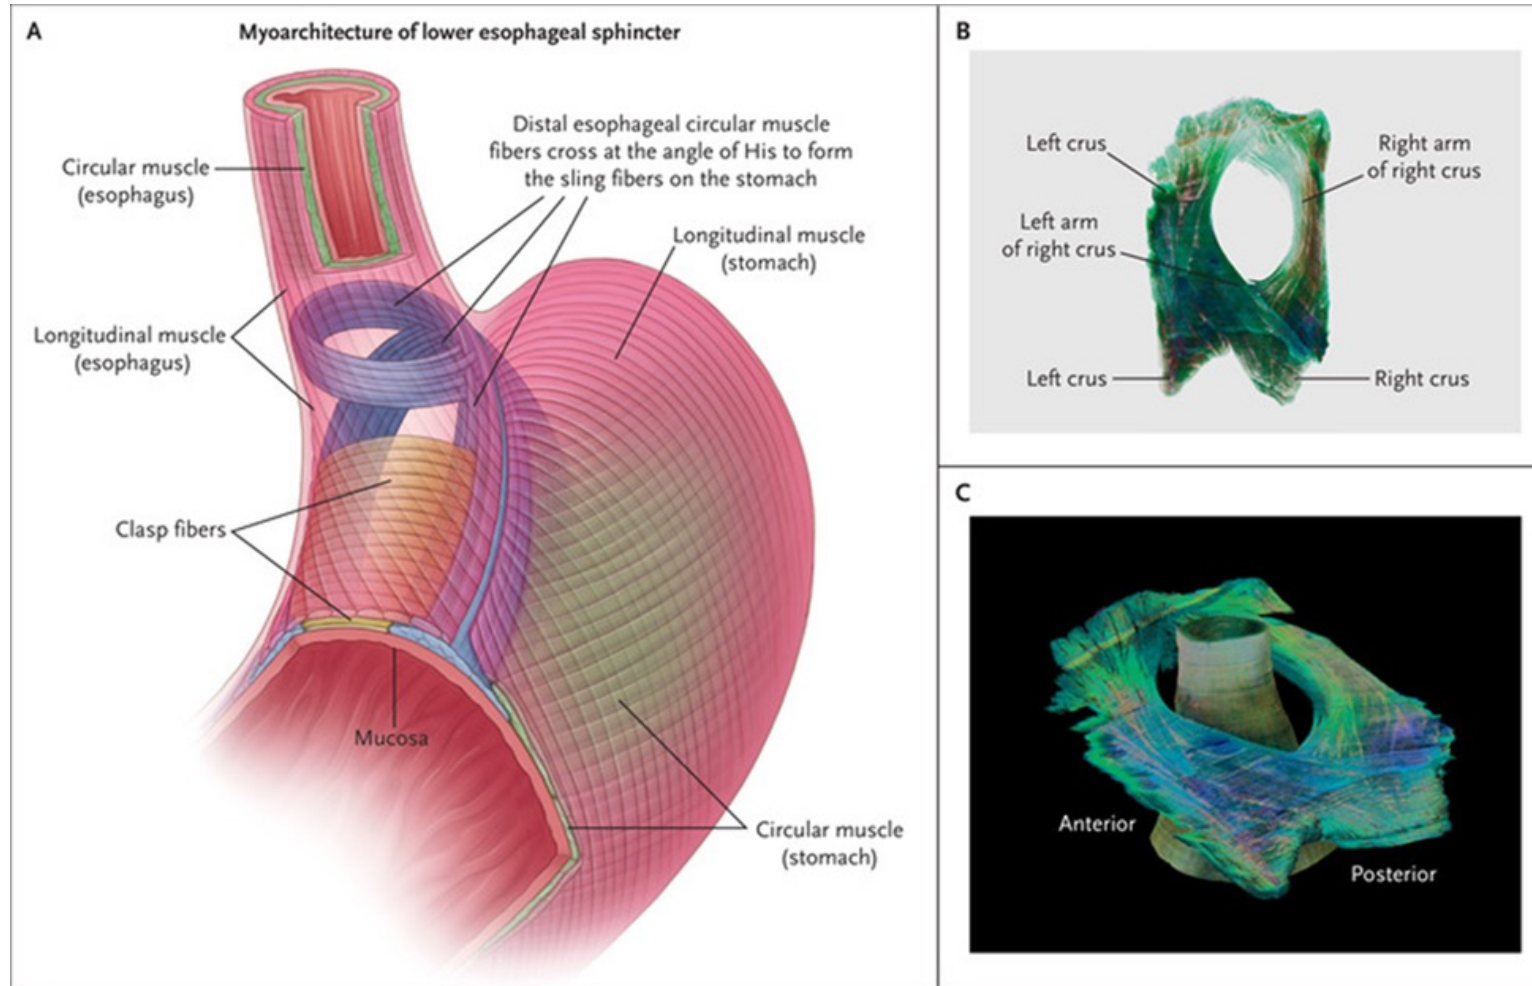 A
Myoarchitecture of lower esophageal sphincter
Circular muscle
(esophagus)
Distal esophageal circular muscle
fibers cross at the angle of His to form
the sling fibers on the stomach
Longitudinal muscle
(stomach)
Longitudinal muscle
(esophagus)
Clasp fibers
Mucosa
Circular muscle
(stomach)
B
Left crus
Right arm
of right crus
Left arm
of right crus
Left crus
Right crus
C
Anterior
Posterior